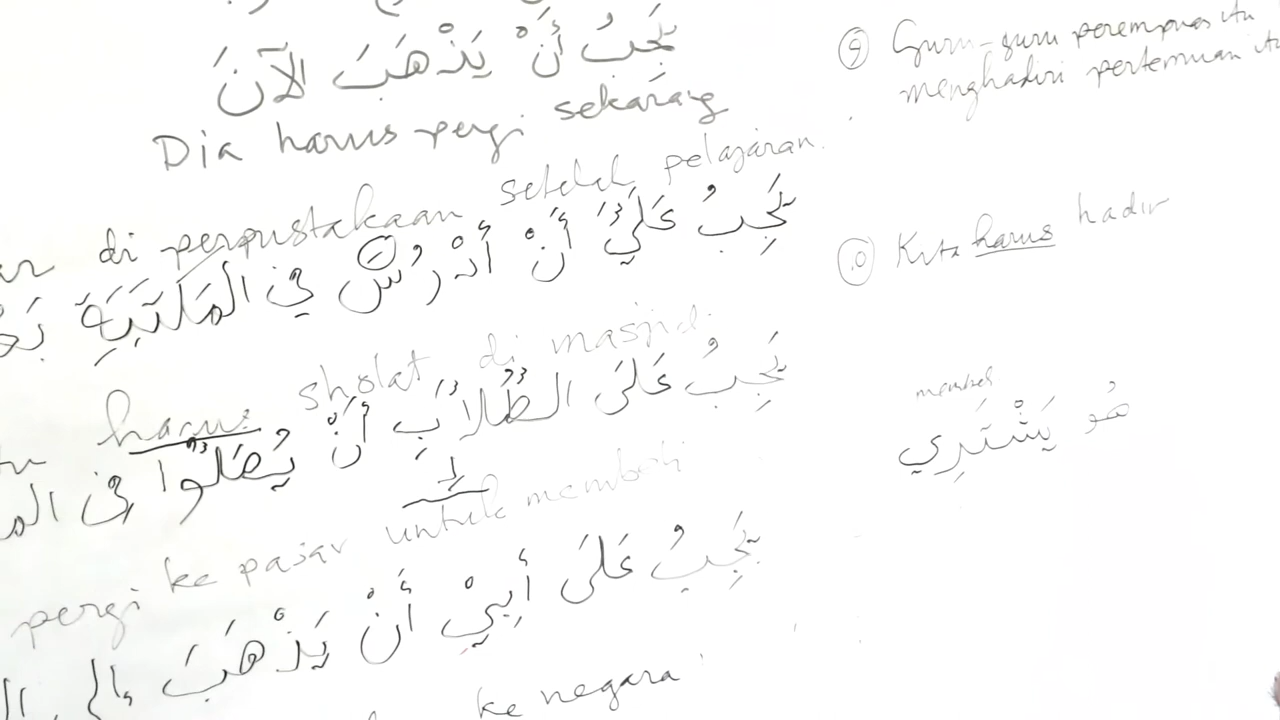 يَجِبُ أَنْ يَذْهَبَ الآنَ
Dia harus pergi sekarang
di perpustakaan setelah pelajaran.
يَجِبُ عَلَيَّ أَنْ أَدْرُسَ فِي المَكْتَبَةِ
harus sholat di masjid.
يَجِبُ عَلَى الطُّلَّابِ أَنْ يُصَلُّوا فِي
pergi ke pasar untuk membeli
يَجِبُ عَلَى أَبِيْ أَنْ يَذْهَبَ إلى
ke negara
9 Guru-guru perempuan itu
menghadiri pertemuan itu
10 Kita harus hadir
membeli
هُو يَشْتَرِي